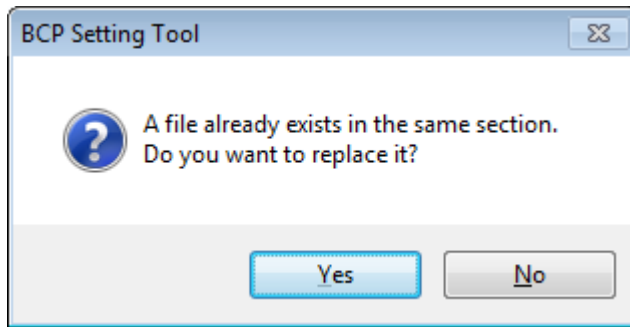 BCP Setting Tool
A file already exists in the same section.
Do you want to replace it?
Yes
No